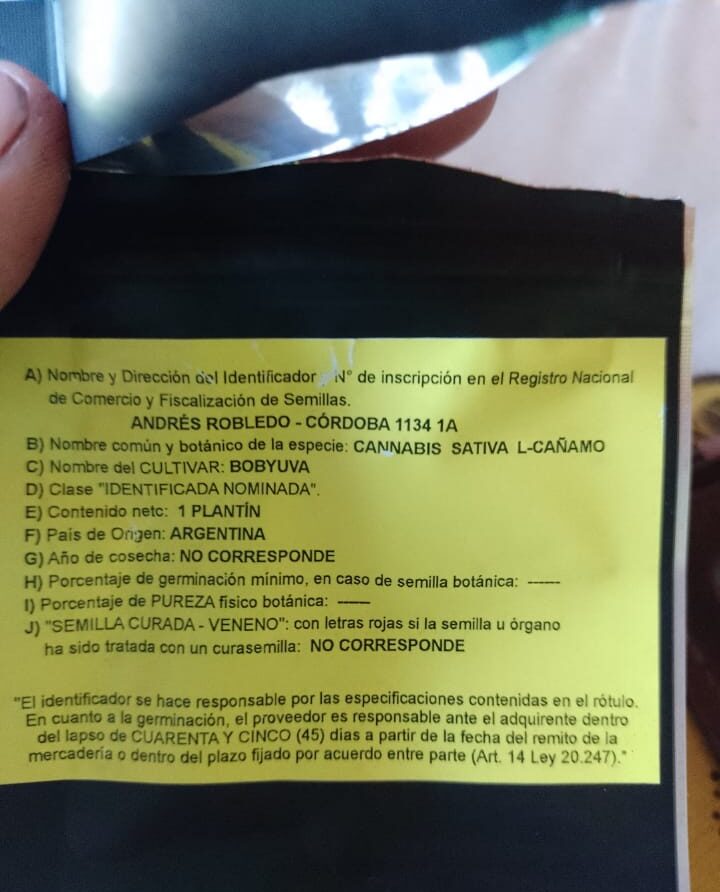 A) Nombre y Dirección del Identificador - N° de inscripción en el Registro Nacional
de Comercio y Fiscalización de Semillas.
ANDRÉS ROBLEDO - CÓRDOBA 1134 1A
B) Nombre común y botánico de la especie: CANNABIS SATIVA L-CAÑAMO
C) Nombre del CULTIVAR: BOBYUVA
D) Clase "IDENTIFICADA NOMINADA".
E) Contenido neto: 1 PLANTÍN
F) País de Origen: ARGENTINA
G) Año de cosecha: NO CORRESPONDE
H) Porcentaje de germinación mínimo, en caso de semilla botánica: ------
I) Porcentaje de PUREZA físico botánica: ------
J) "SEMILLA CURADA - VENENO": con letras rojas si la semilla u órgano
ha sido tratada con un curasemilla: NO CORRESPONDE
"El identificador se hace responsable por las especificaciones contenidas en el rótulo.
En cuanto a la germinación, el proveedor es responsable ante el adquirente dentro
del lapso de CUARENTA Y CINCO (45) días a partir de la fecha del remito de la
mercadería o dentro del plazo fijado por acuerdo entre parte (Art. 14 Ley 20.247)."